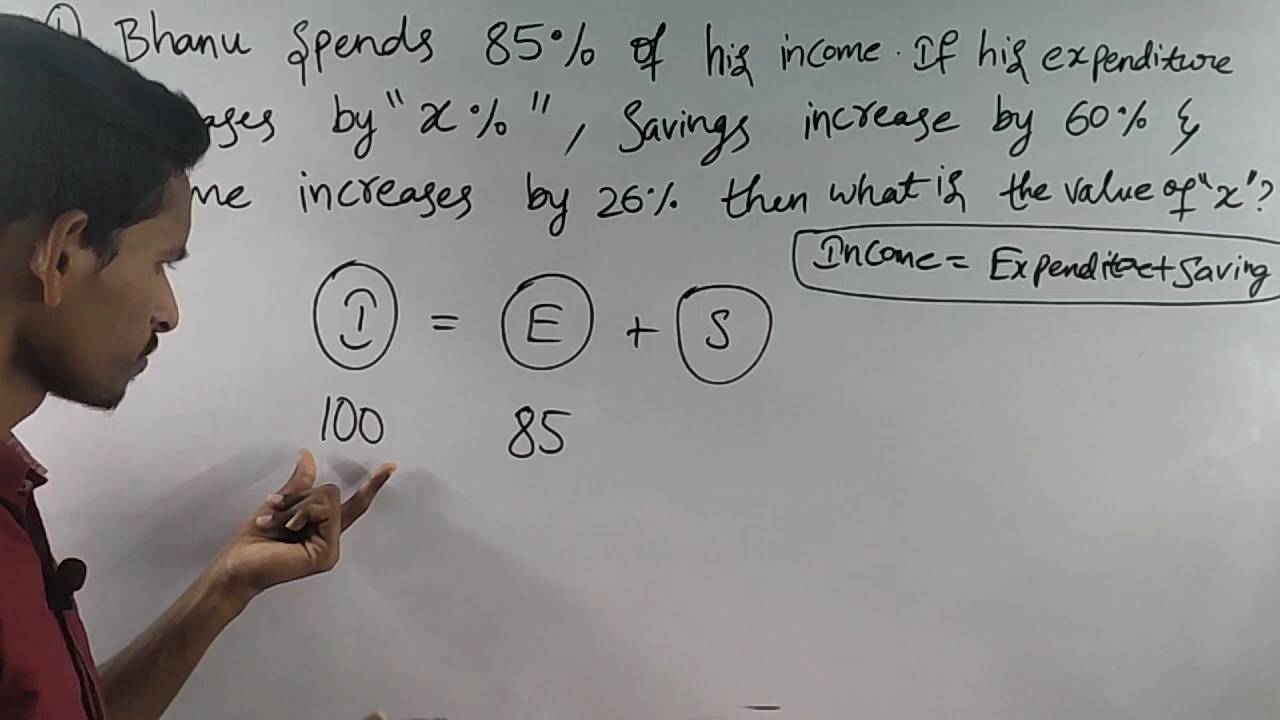 Bhanu Spends 85% of his income. If his expenditure
by "x%", Savings increase by 60% &
increases by 26% then what is the value of "x"?
Income = Expenditure + Saving
I = E + S
100 85